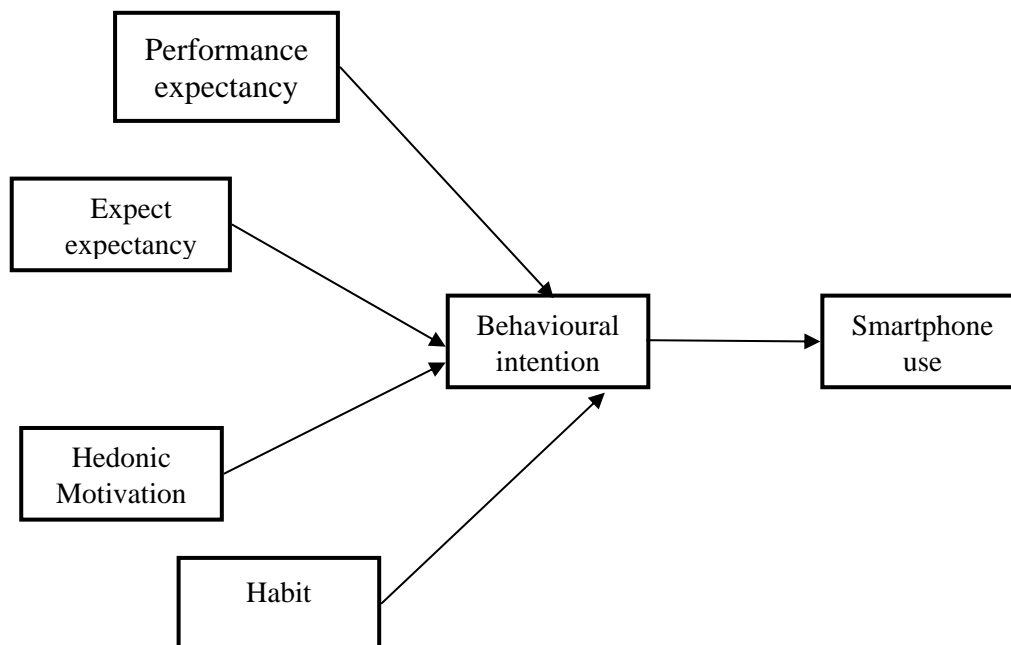 Performance
expectancy
Expect
expectancy
Behavioural
intention
Smartphone
use
Hedonic
Motivation
Habit